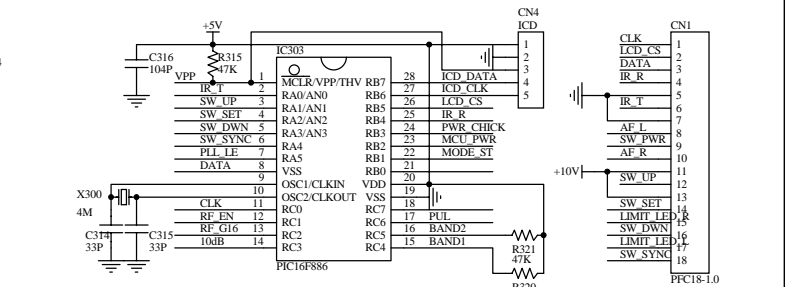 CN4
ICD
CN1
+5V
IC303
C316
104P
R315
47K
1
2
3
4
5
VPP
IR_T
SW_UP
SW_SET
SW_DWN
SW_SYNC
PLL_LE
DATA
1
2
3
4
5
6
7
8
9
10
11
12
13
14
MCLR/VPP/THV
RA0/AN0
RA1/AN1
RA2/AN2
RA3/AN3
RA4
RA5
VSS
OSC1/CLKIN
OSC2/CLKOUT
RC0
RC1
RC2
RC3
RB7
RB6
RB5
RB4
RB3
RB2
RB1
RB0
VDD
VSS
RC7
RC6
RC5
RC4
28 ICD_DATA
27 ICD_CLK
26 LCD_CS
25 IR_R
24 PWR_CHICK
23 MCU_PWR
22 MODE_ST
21
20
19
18
17 PUL
16 BAND2
15 BAND1
X300
4M
C314
33P
C315
33P
CLK
RF_EN
RF_G16
10dB
PIC16F886
R321
47K
R320
CLK
LCD_CS
DATA
IR_R
IR_T
AF_L
SW_PWR
AF_R
+10V
SW_UP
SW_SET
LIMIT_LED_R
SW_DWN
LIMIT_LED_L
SW_SYNC
1
2
3
4
5
6
7
8
9
10
11
12
13
14
15
16
17
18
PFC18-1.0